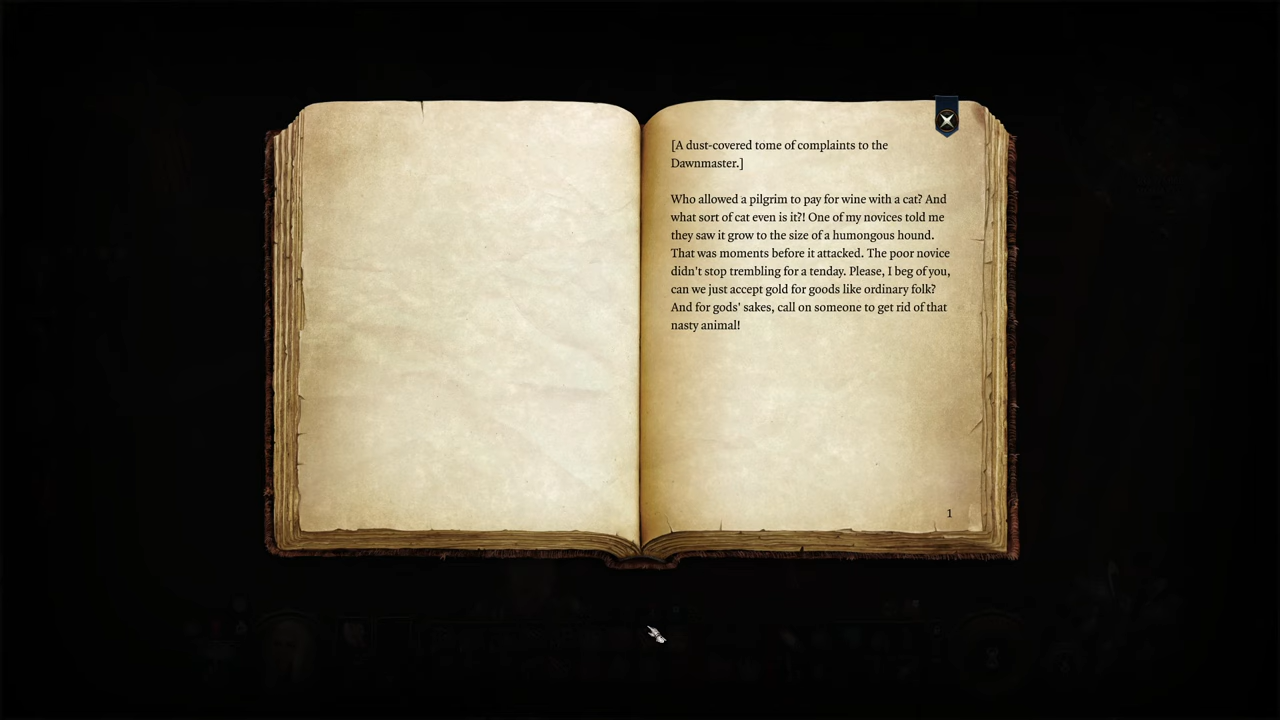 [A dust-covered tome of complaints to the
Dawnmaster.]
Who allowed a pilgrim to pay for wine with a cat? And
what sort of cat even is it?! One of my novices told me
they saw it grow to the size of a humongous hound.
That was moments before it attacked. The poor novice
didn't stop trembling for a tenday. Please, I beg of you,
can we just accept gold for goods like ordinary folk?
And for gods' sakes, call on someone to get rid of that
nasty animal!
1